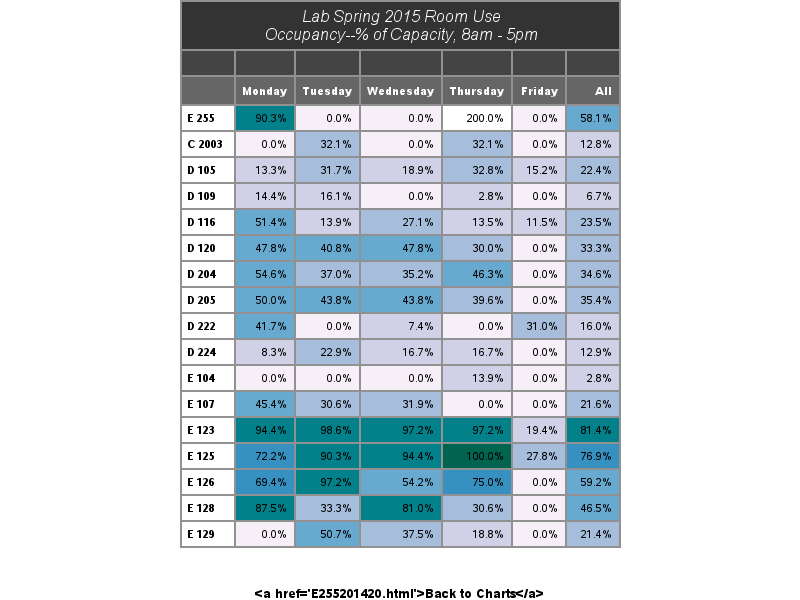 Lab Spring 2015 Room Use
Occupancy--% of Capacity, 8am - 5pm
Monday Tuesday Wednesday Thursday Friday All
E 255 90.3% 0.0% 0.0% 200.0% 0.0% 58.1%
C 2003 0.0% 32.1% 0.0% 32.1% 0.0% 12.8%
D 105 13.3% 31.7% 18.9% 32.8% 15.2% 22.4%
D 109 14.4% 16.1% 0.0% 2.8% 0.0% 6.7%
D 116 51.4% 13.9% 27.1% 13.5% 11.5% 23.5%
D 120 47.8% 40.8% 47.8% 30.0% 0.0% 33.3%
D 204 54.6% 37.0% 35.2% 46.3% 0.0% 34.6%
D 205 50.0% 43.8% 43.8% 39.6% 0.0% 35.4%
D 222 41.7% 0.0% 7.4% 0.0% 31.0% 16.0%
D 224 8.3% 22.9% 16.7% 16.7% 0.0% 12.9%
E 104 0.0% 0.0% 0.0% 13.9% 0.0% 2.8%
E 107 45.4% 30.6% 31.9% 0.0% 0.0% 21.6%
E 123 94.4% 98.6% 97.2% 97.2% 19.4% 81.4%
E 125 72.2% 90.3% 94.4% 100.0% 27.8% 76.9%
E 126 69.4% 97.2% 54.2% 75.0% 0.0% 59.2%
E 128 87.5% 33.3% 81.0% 30.6% 0.0% 46.5%
E 129 0.0% 50.7% 37.5% 18.8% 0.0% 21.4%
<a href='E255201420.html'>Back to Charts</a>